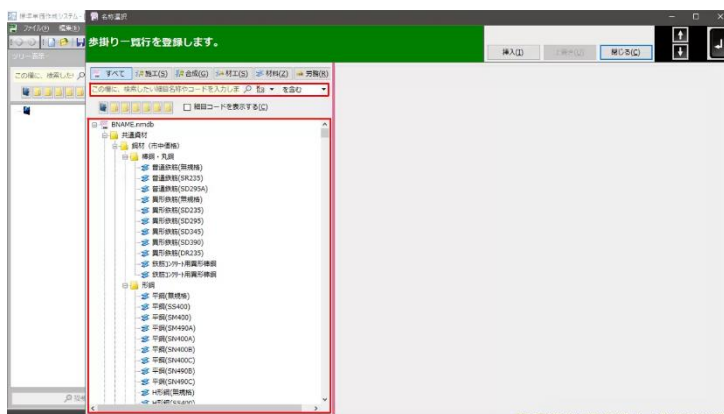 名称選択
ファイル(F)
歩掛り一覧行を登録します。
挿入(I)
閉じる(C)
ツリー表示
この欄に、検索したい
すべて
施工(S)
合成(G)
材工(S)
材料(Z)
労務(R)
この欄に、検索したい細目名称やコードを入力しま
を含む
細目コードを表示する(C)
BNAME.nmdb
共通資材
鋼材（市中価格）
棒鋼・丸鋼
普通鉄筋(無規格)
普通鉄筋(SR235)
普通鉄筋(SD295A)
異形鉄筋(無規格)
異形鉄筋(SD235)
異形鉄筋(SD295)
異形鉄筋(SD345)
異形鉄筋(SD390)
異形鉄筋(DR235)
鉄筋コンクリート用異形棒鋼
鉄筋コンクリート用異形棒鋼
形鋼
平鋼(無規格)
平鋼(SS400)
平鋼(SM400)
平鋼(SM490A)
平鋼(SN400A)
平鋼(SN400B)
平鋼(SN400C)
平鋼(SN490B)
平鋼(SN490C)
H形鋼(無規格)
H形鋼(SS400)